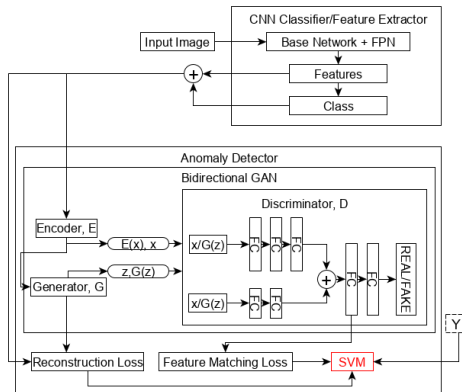 CNN Classifier/Feature Extractor
Input Image
Base Network + FPN
Features
+
Class
Anomaly Detector
Bidirectional GAN
Discriminator, D
Encoder, E
E(x), x
x/G(z)
FC
FC
FC
z,G(z)
Generator, G
+
FC
FC
REAL/FAKE
x/G(z)
FC
FC
Y
Reconstruction Loss
Feature Matching Loss
SVM